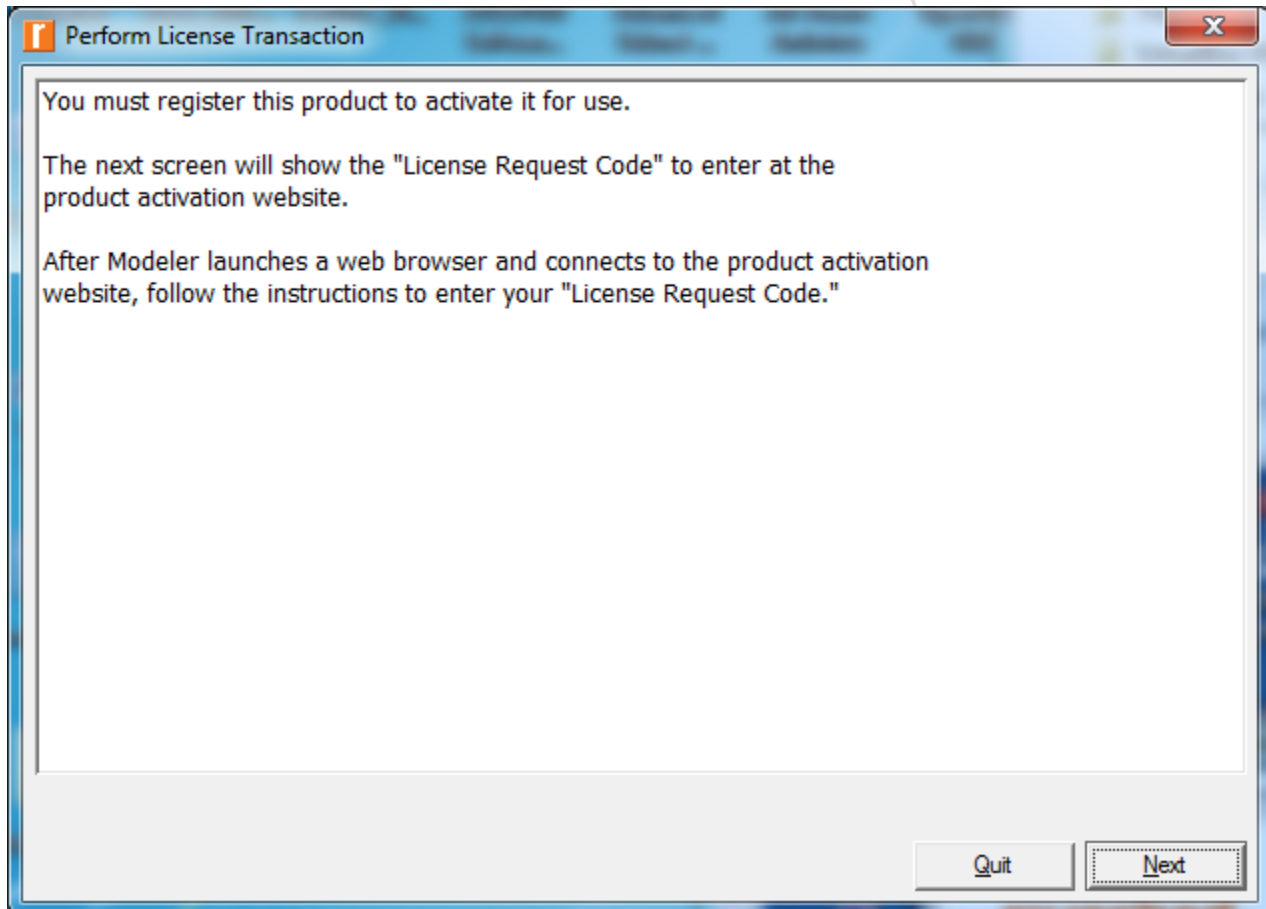 Perform License Transaction
You must register this product to activate it for use.
The next screen will show the "License Request Code" to enter at the
product activation website.
After Modeler launches a web browser and connects to the product activation
website, follow the instructions to enter your "License Request Code."
Quit
Next